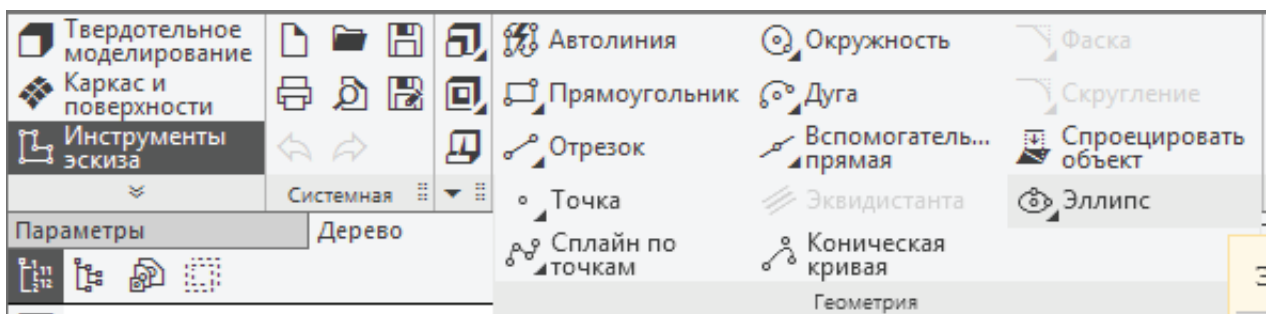 Твердотельное
моделирование
Каркас и
поверхности
Инструменты
эскиза
Системная
Автолиния
Окружность
Фаска
Прямоугольник
Дуга
Скругление
Отрезок
Вспомогатель...
прямая
Спроецировать
объект
Точка
Эквидистанта
Эллипс
Сплайн по
точкам
Коническая
кривая
Геометрия
Параметры
Дерево